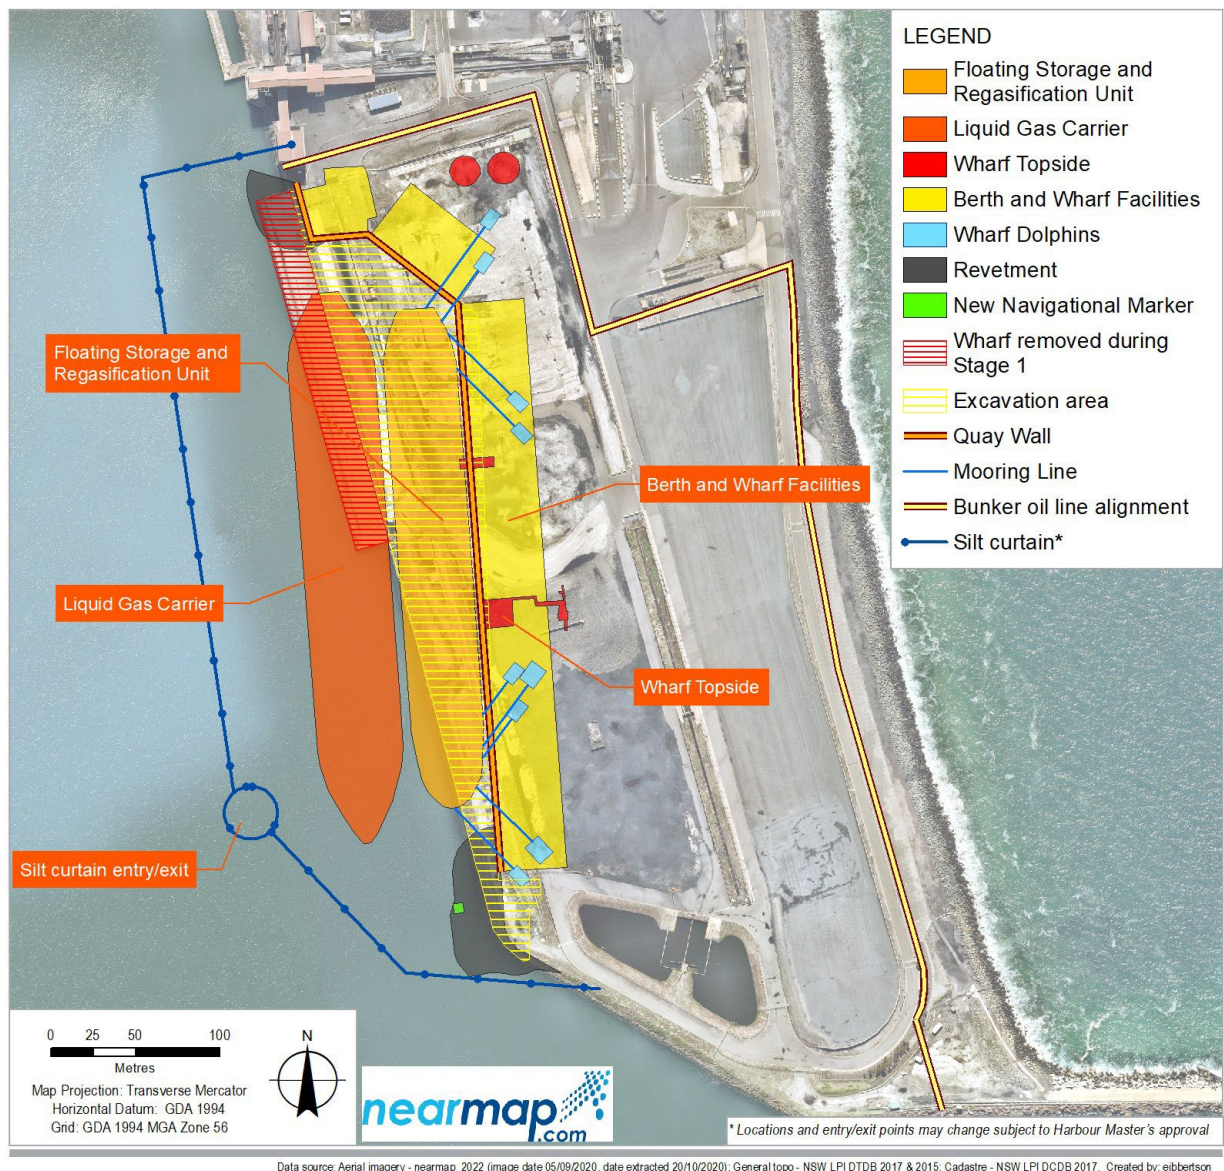 LEGEND
Floating Storage and
Regasification Unit
Liquid Gas Carrier
Wharf Topside
Berth and Wharf Facilities
Wharf Dolphins
Revetment
New Navigational Marker
Wharf removed during
Stage 1
Excavation area
Quay Wall
Mooring Line
Bunker oil line alignment
Silt curtain*
Floating Storage and
Regasification Unit
Berth and Wharf Facilities
Liquid Gas Carrier
Wharf Topside
Silt curtain entry/exit
0 25 50 100
Metres
Map Projection: Transverse Mercator
Horizontal Datum: GDA 1994
Grid: GDA 1994 MGA Zone 56
N
nearmap
.com
* Locations and entry/exit points may change subject to Harbour Master's approval
Data source: Aerial imagery - nearmap 2022 (image date 05/09/2020, date extracted 20/10/2020); General topo - NSW LPI DTDB 2017 & 2015; Cadastre - NSW LPI DCDB 2017. Created by: eibbertson